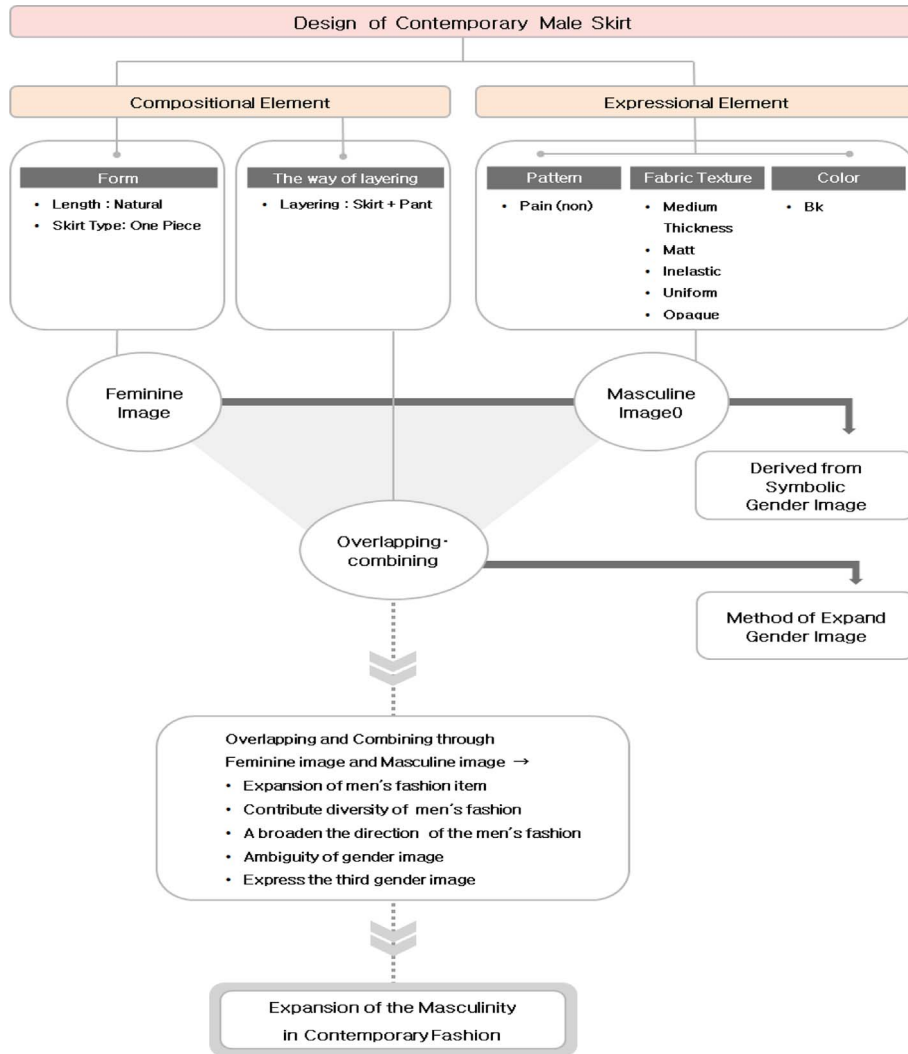 Design of Contemporary Male Skirt
Compositional Element
Expressional Element
Form
• Length : Natural
• Skirt Type: One Piece
The way of layering
• Layering : Skirt + Pant
Pattern
• Pain (non)
Fabric Texture
• Medium
Thickness
• Matt
• Inelastic
• Uniform
• Opaque
Color
• Bk
Feminine
Image
Masculine
Image0
Derived from
Symbolic
Gender Image
Overlapping·
combining
Method of Expand
Gender Image
Overlapping and Combining through
Feminine image and Masculine image →
• Expansion of men's fashion item
• Contribute diversity of men's fashion
• A broaden the direction of the men's fashion
• Ambiguity of gender image
• Express the third gender image
Expansion of the Masculinity
in Contemporary Fashion